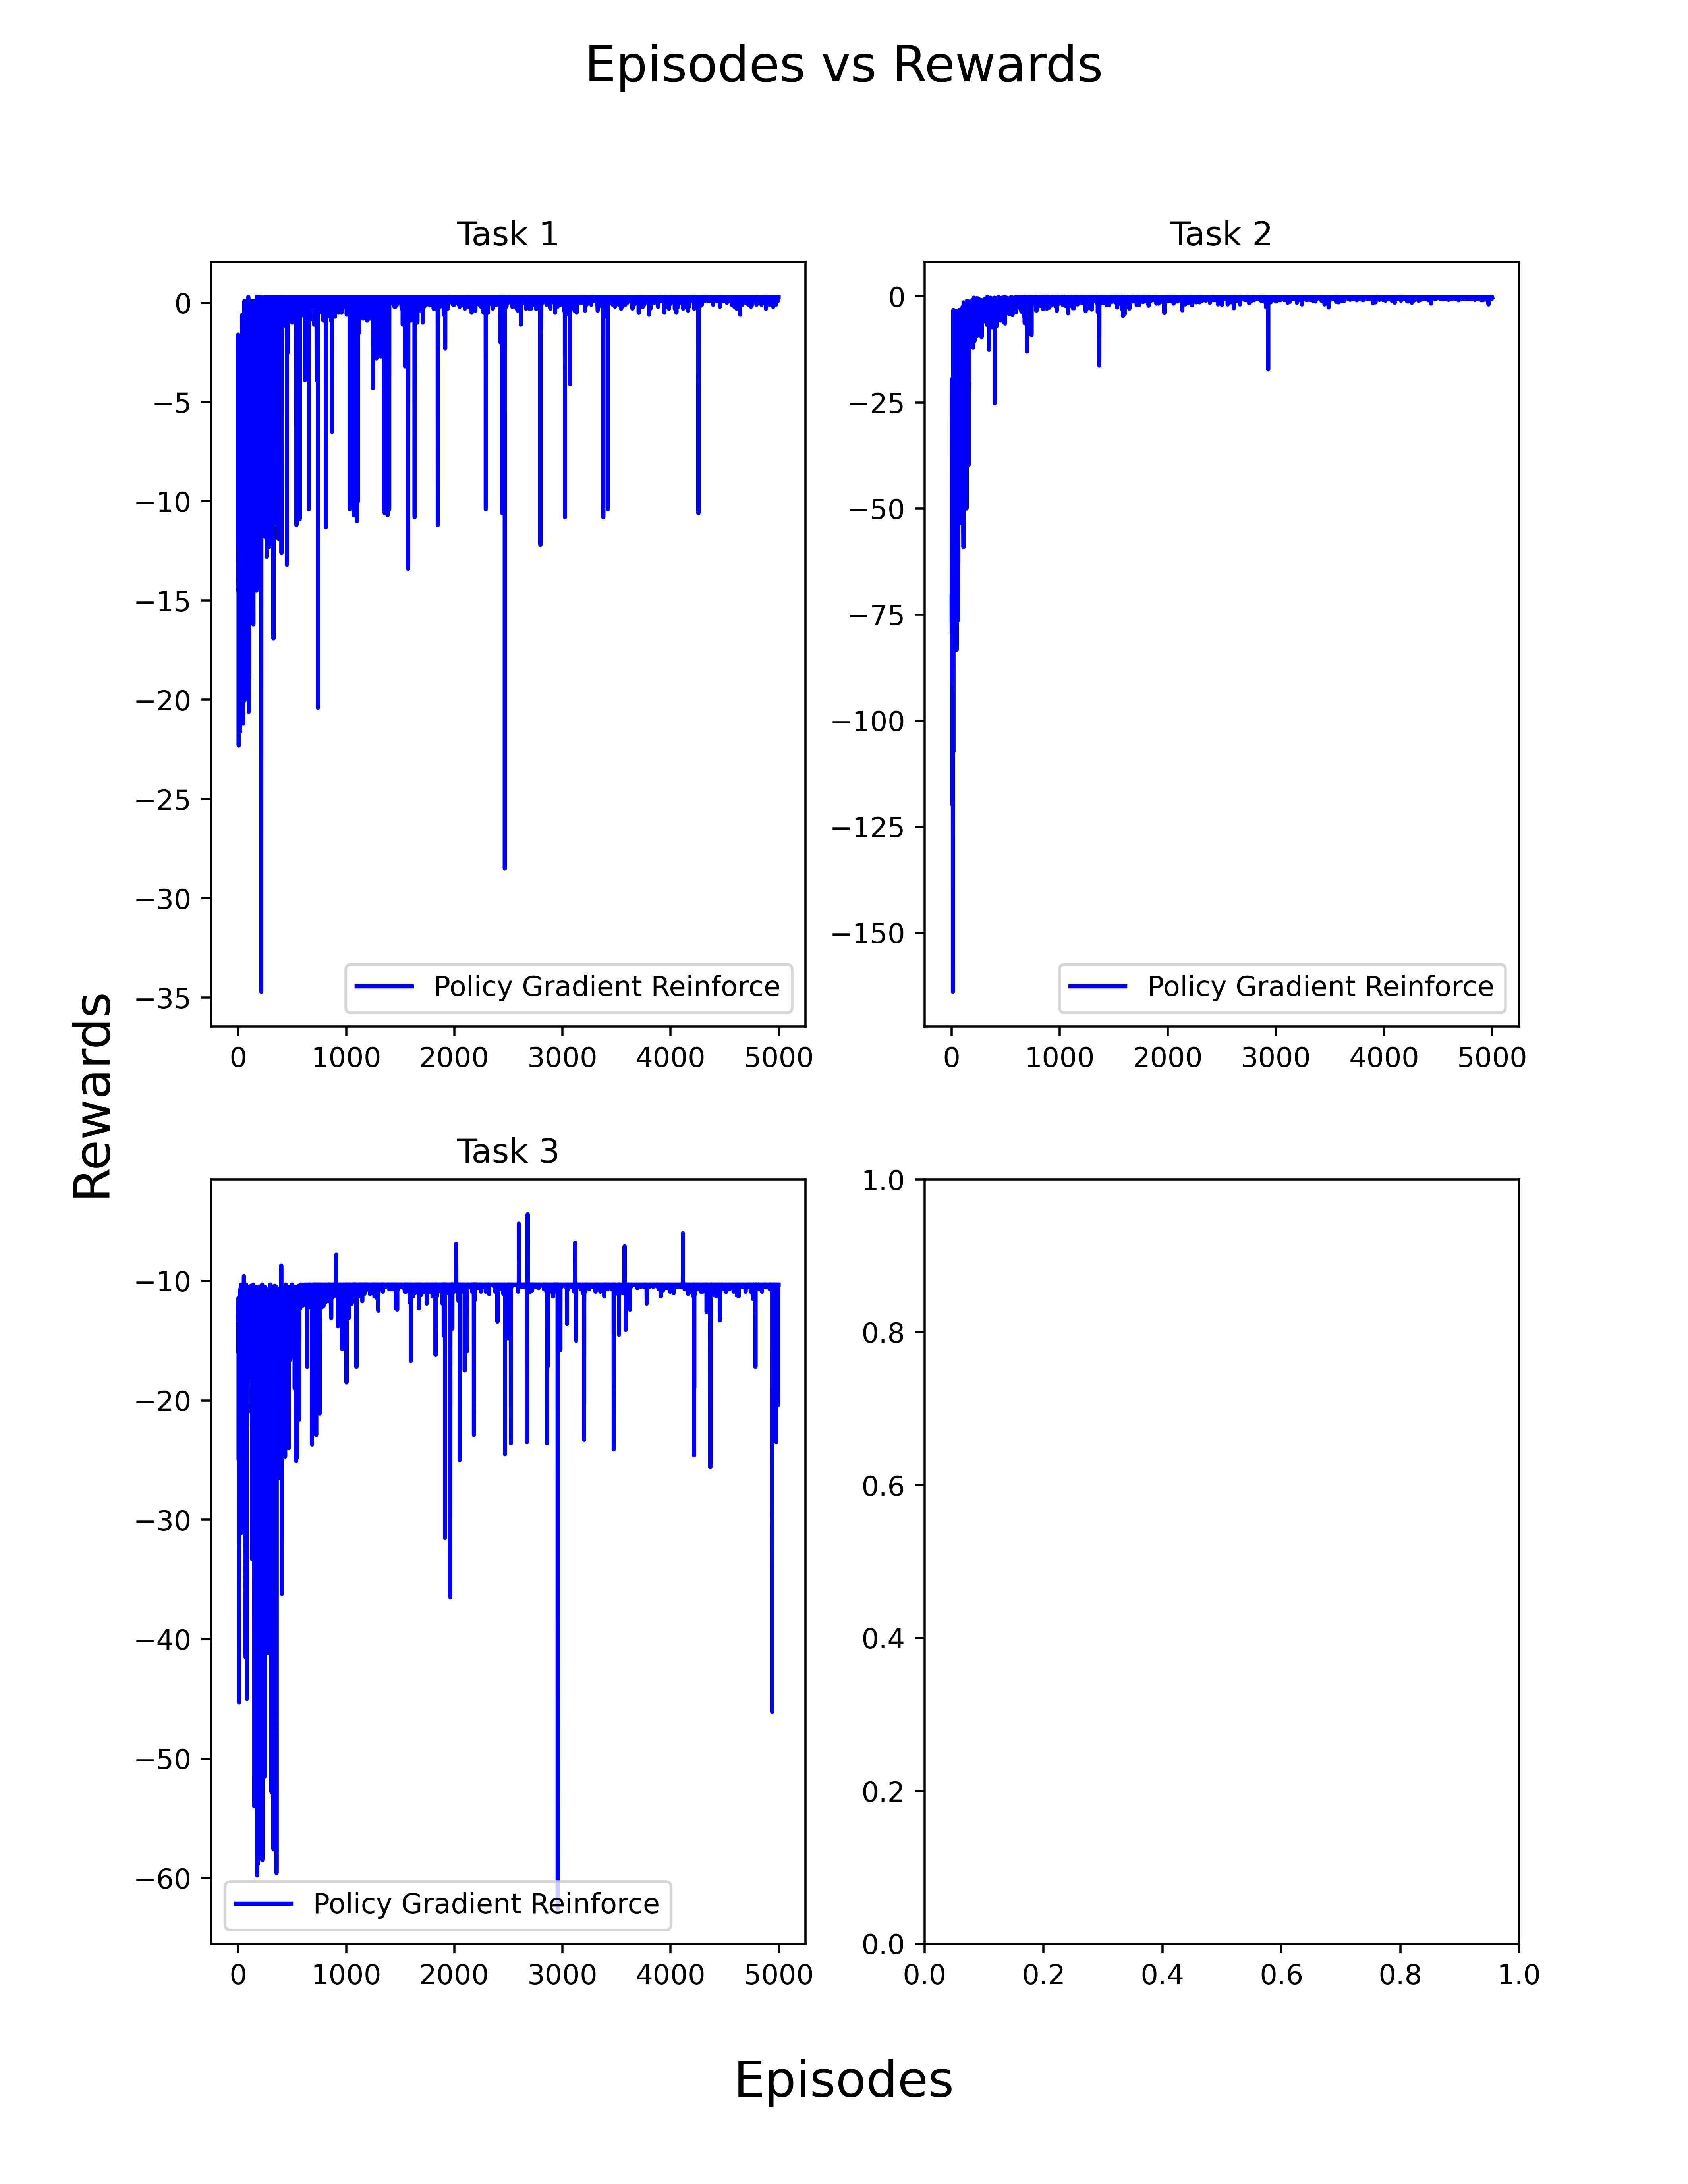 Episodes vs Rewards
Task 1
0
−5
−10
−15
−20
−25
−30
−35
0 1000 2000 3000 4000 5000
Policy Gradient Reinforce
Task 2
0
−25
−50
−75
−100
−125
−150
0 1000 2000 3000 4000 5000
Policy Gradient Reinforce
Rewards
Task 3
−10
−20
−30
−40
−50
−60
0 1000 2000 3000 4000 5000
Policy Gradient Reinforce
1.0
0.8
0.6
0.4
0.2
0.0
0.0 0.2 0.4 0.6 0.8 1.0
Episodes